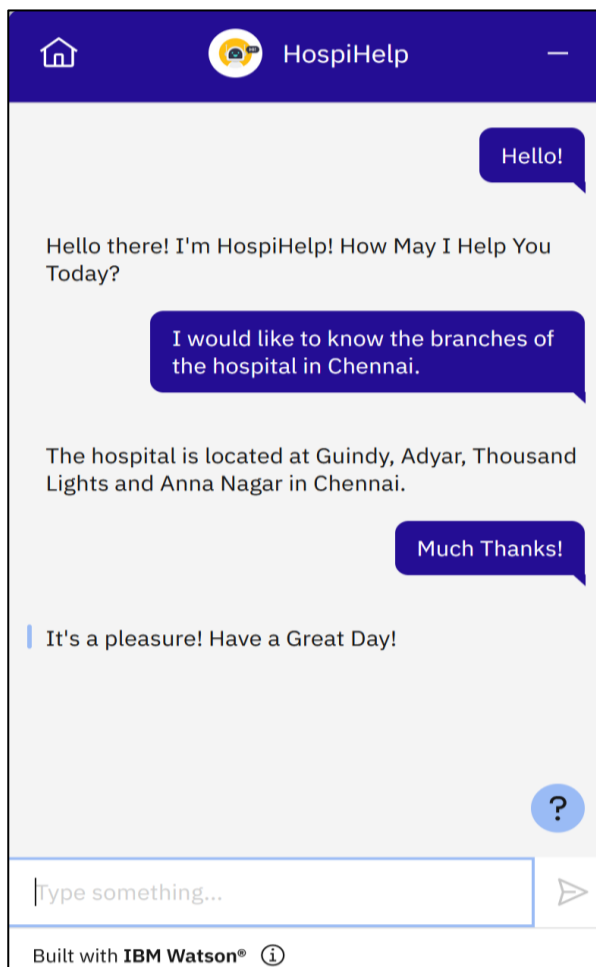 HospiHelp
Hello!
Hello there! I'm HospiHelp! How May I Help You
Today?
I would like to know the branches of
the hospital in Chennai.
The hospital is located at Guindy, Adyar, Thousand
Lights and Anna Nagar in Chennai.
Much Thanks!
It's a pleasure! Have a Great Day!
?
Type something...
Built with IBM Watson®